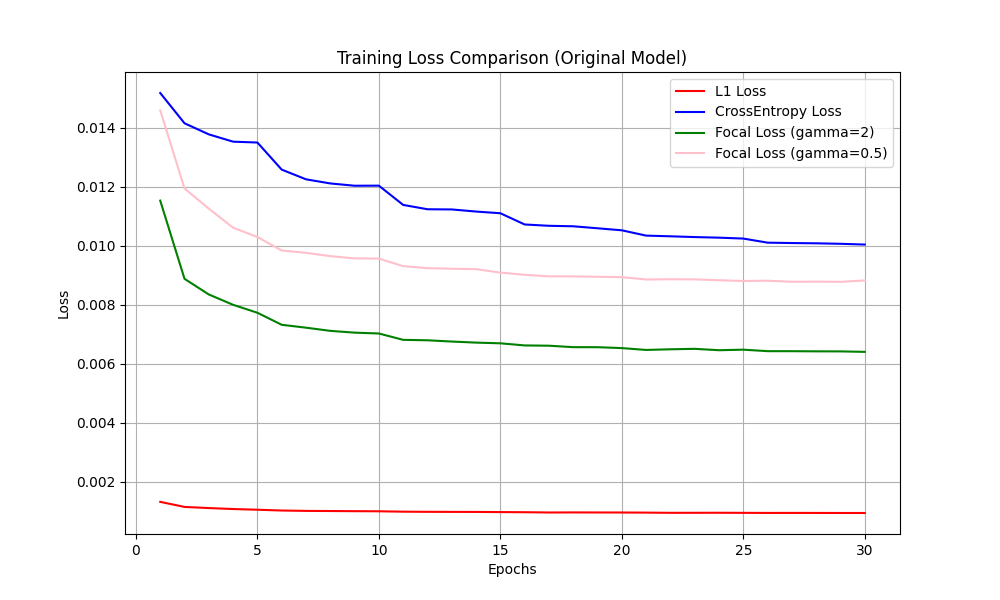 Training Loss Comparison (Original Model)
L1 Loss
CrossEntropy Loss
Focal Loss (gamma=2)
Focal Loss (gamma=0.5)
0.014
0.012
0.010
0.008
0.006
0.004
0.002
Loss
0 5 10 15 20 25 30
Epochs